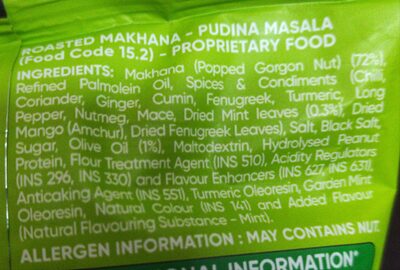 ROASTED MAKHANA - PUDINA MASALA
(Food Code 15.2) - PROPRIETARY FOOD
INGREDIENTS: Makhana (Popped Gorgon Nut) (72%),
Refined Palmolein Oil, Spices & Condiments (Chilli,
Coriander, Ginger, Cumin, Fenugreek, Turmeric, Long
Pepper, Nutmeg, Mace, Dried Mint leaves (0.3%), Dried
Mango (Amchur), Dried Fenugreek Leaves), Salt, Black Salt,
Sugar, Olive Oil (1%), Maltodextrin, Hydrolysed Peanut
Protein, Flour Treatment Agent (INS 510), Acidity Regulators
(INS 296, INS 330) and Flavour Enhancers (INS 627, INS 631),
Anticaking Agent (INS 551), Turmeric Oleoresin, Garden Mint
Oleoresin, Natural Colour (INS 141) and Added Flavour
(Natural Flavouring Substance - Mint).
ALLERGEN INFORMATION : MAY CONTAINS NUT.
INFORMATION*